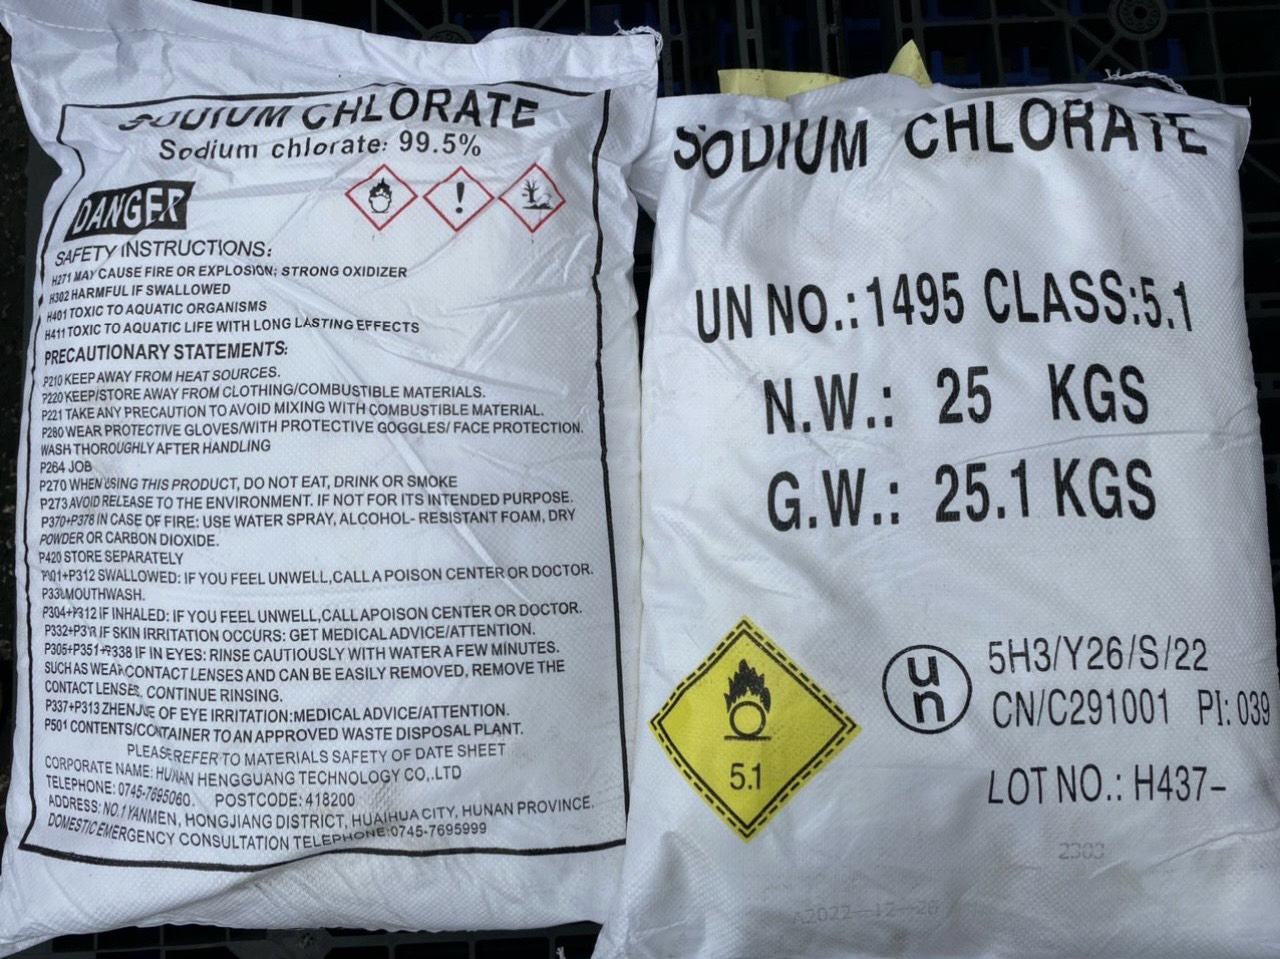 SODIUM CHLORATE
Sodium chlorate: 99.5%
DANGER
SAFETY INSTRUCTIONS:
H271 MAY CAUSE FIRE OR EXPLOSION; STRONG OXIDIZER
H302 HARMFUL IF SWALLOWED
H401 TOXIC TO AQUATIC ORGANISMS
H411 TOXIC TO AQUATIC LIFE WITH LONG LASTING EFFECTS
PRECAUTIONARY STATEMENTS:
P210 KEEP AWAY FROM HEAT SOURCES.
P220 KEEP/STORE AWAY FROM CLOTHING/COMBUSTIBLE MATERIALS.
P221 TAKE ANY PRECAUTION TO AVOID MIXING WITH COMBUSTIBLE MATERIAL.
P280 WEAR PROTECTIVE GLOVES/WITH PROTECTIVE GOGGLES/ FACE PROTECTION.
WASH THOROUGHLY AFTER HANDLING
P264 JOB
P270 WHEN USING THIS PRODUCT, DO NOT EAT, DRINK OR SMOKE
P273 AVOID RELEASE TO THE ENVIRONMENT. IF NOT FOR ITS INTENDED PURPOSE.
P370+P378 IN CASE OF FIRE: USE WATER SPRAY, ALCOHOL- RESISTANT FOAM, DRY
POWDER OR CARBON DIOXIDE.
P420 STORE SEPARATELY
P301+P312 SWALLOWED: IF YOU FEEL UNWELL,CALL A POISON CENTER OR DOCTOR.
MOUTHWASH.
P304+P312 IF INHALED: IF YOU FEEL UNWELL,CALLAPOISON CENTER OR DOCTOR.
IF SKIN IRRITATION OCCURS: GET MEDICAL ADVICE/ATTENTION.
P305+P351+P338 IF IN EYES: RINSE CAUTIOUSLY WITH WATER A FEW MINUTES.
SUCH AS WEAR CONTACT LENSES AND CAN BE EASILY REMOVED, REMOVE THE
CONTACT LENSES, CONTINUE RINSING.
P337+P313 OF EYE IRRITATION:MEDICAL ADVICE/ATTENTION.
P501 CONTENTS/CONTAINER TO AN APPROVED WASTE DISPOSAL PLANT.
PLEASE REFER TO MATERIALS SAFETY OF DATE SHEET
CORPORATE NAME: HUNAN HENGGUANG TECHNOLOGY CO,.LTD
TELEPHONE: 0745-7695060. POSTCODE: 418200
ADDRESS: NO.1 YANMEN, HONGJIANG DISTRICT, HUAIHUA CITY, HUNAN PROVINCE.
DOMESTIC EMERGENCY CONSULTATION TELEPHONE:0745-7695999
SODIUM CHLORATE
UN NO.:1495 CLASS:5.1
N.W.: 25 KGS
G.W.: 25.1 KGS
5.1
un
5H3/Y26/S/22
CN/C291001 PI: 039
LOT NO.: H437-
2303
A2022-12-28